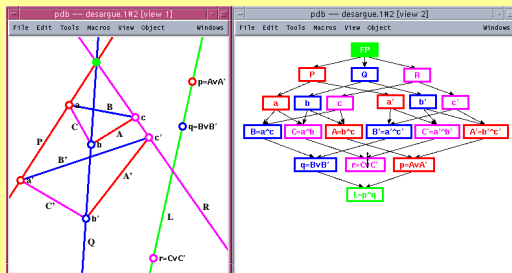 pdb -- desargue.1#2 [view 1]
File Edit Tools Macros View Object Windows
p=AvA'
a
B
c
C
A
q=BvB'
P
b
c'
B'
A'
a'
C'
b'
L
R
Q
r=CvC'
pdb -- desargue.1#2 [view 2]
File Edit Tools Macros View Object Windows
FP
P Q R
a b c a' b' c'
B=a^c C=a^b A=b^c B'=a'^c' C'=a'^b' A'=b'^c'
q=BvB' r=CvC' p=AvA'
L=p^q